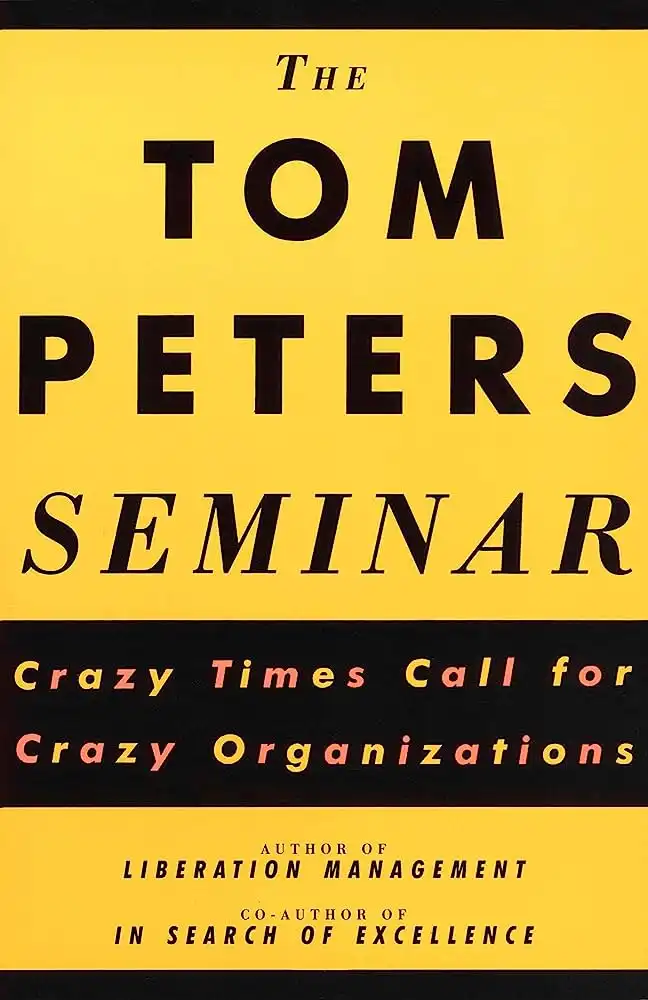 THE
TOM
PETERS
SEMINAR
Crazy Times Call for
Crazy Organizations
AUTHOR OF
LIBERATION MANAGEMENT
CO-AUTHOR OF
IN SEARCH OF EXCELLENCE